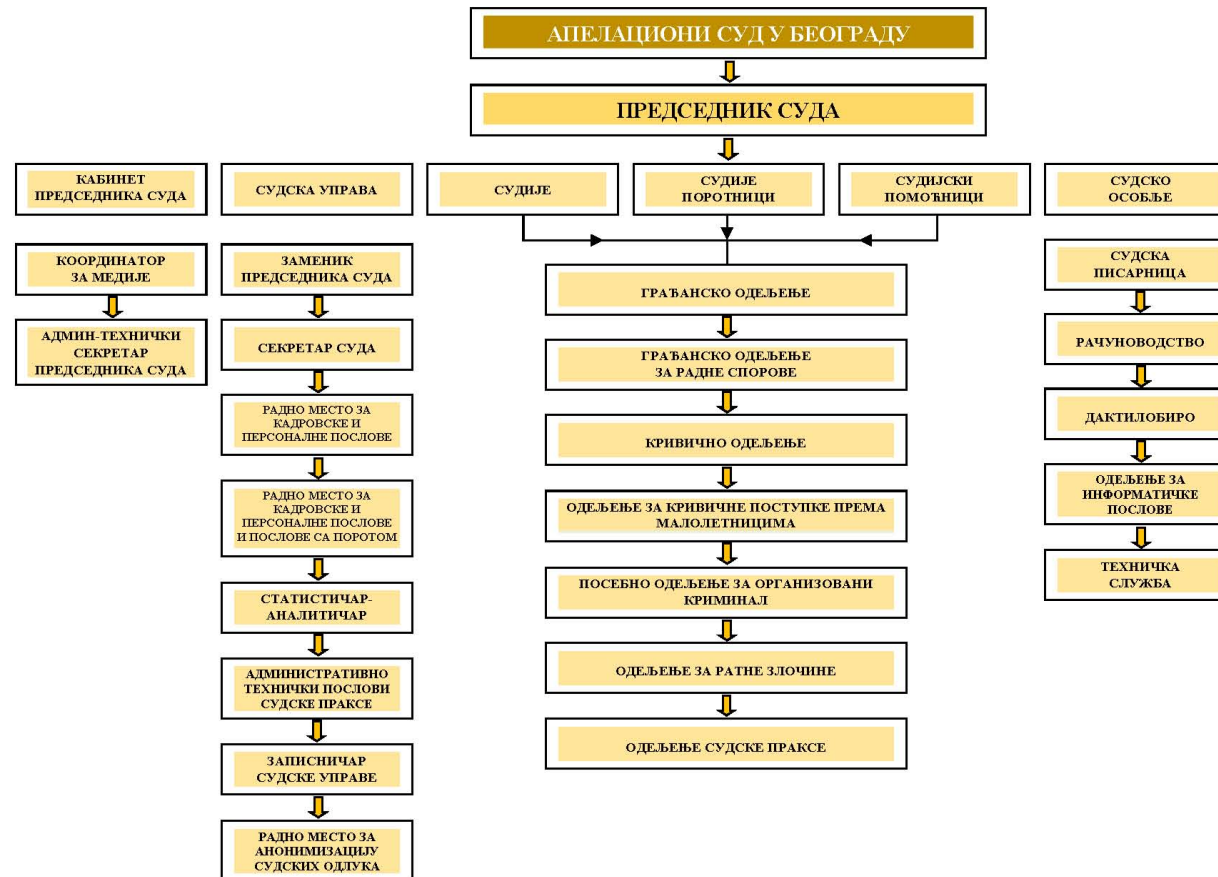 АПЕЛАЦИОНИ СУД У БЕОГРАДУ
ПРЕДСЕДНИК СУДА
КАБИНЕТ
ПРЕДСЕДНИКА СУДА
СУДСКА УПРАВА
СУДИЈЕ
СУДИЈЕ
ПОРОТНИЦИ
СУДИЈСКИ
ПОМОЋНИЦИ
СУДСКО
ОСОБЉЕ
КООРДИНАТОР
ЗА МЕДИЈЕ
АДМИН-ТЕХНИЧКИ
СЕКРЕТАР
ПРЕДСЕДНИКА СУДА
ЗАМЕНИК
ПРЕДСЕДНИКА СУДА
СЕКРЕТАР СУДА
РАДНО МЕСТО ЗА
КАДРОВСКЕ И
ПЕРСОНАЛНЕ ПОСЛОВЕ
РАДНО МЕСТО ЗА
КАДРОВСКЕ И
ПЕРСОНАЛНЕ ПОСЛОВЕ
И ПОСЛОВЕ СА ПОРОТОМ
СТАТИСТИЧАР-
АНАЛИТИЧАР
АДМИНИСТРАТИВНО
ТЕХНИЧКИ ПОСЛОВИ
СУДСКЕ ПРАКСЕ
ЗАПИСНИЧАР
СУДСКЕ УПРАВЕ
РАДНО МЕСТО ЗА
АНОНИМИЗАЦИЈУ
СУДСКИХ ОДЛУКА
ГРАЂАНСКО ОДЕЉЕЊЕ
ГРАЂАНСКО ОДЕЉЕЊЕ
ЗА РАДНЕ СПОРОВЕ
КРИВИЧНО ОДЕЉЕЊЕ
ОДЕЉЕЊЕ ЗА КРИВИЧНЕ ПОСТУПКЕ ПРЕМА
МАЛОЛЕТНИЦИМА
ПОСЕБНО ОДЕЉЕЊЕ ЗА ОРГАНИЗОВАНИ
КРИМИНАЛ
ОДЕЉЕЊЕ ЗА РАТНЕ ЗЛОЧИНЕ
ОДЕЉЕЊЕ СУДСКЕ ПРАКСЕ
СУДСКА
ПИСАРНИЦА
РАЧУНОВОДСТВО
ДАКТИЛОБИРО
ОДЕЉЕЊЕ ЗА
ИНФОРМАТИЧКЕ
ПОСЛОВЕ
ТЕХНИЧКА
СЛУЖБА